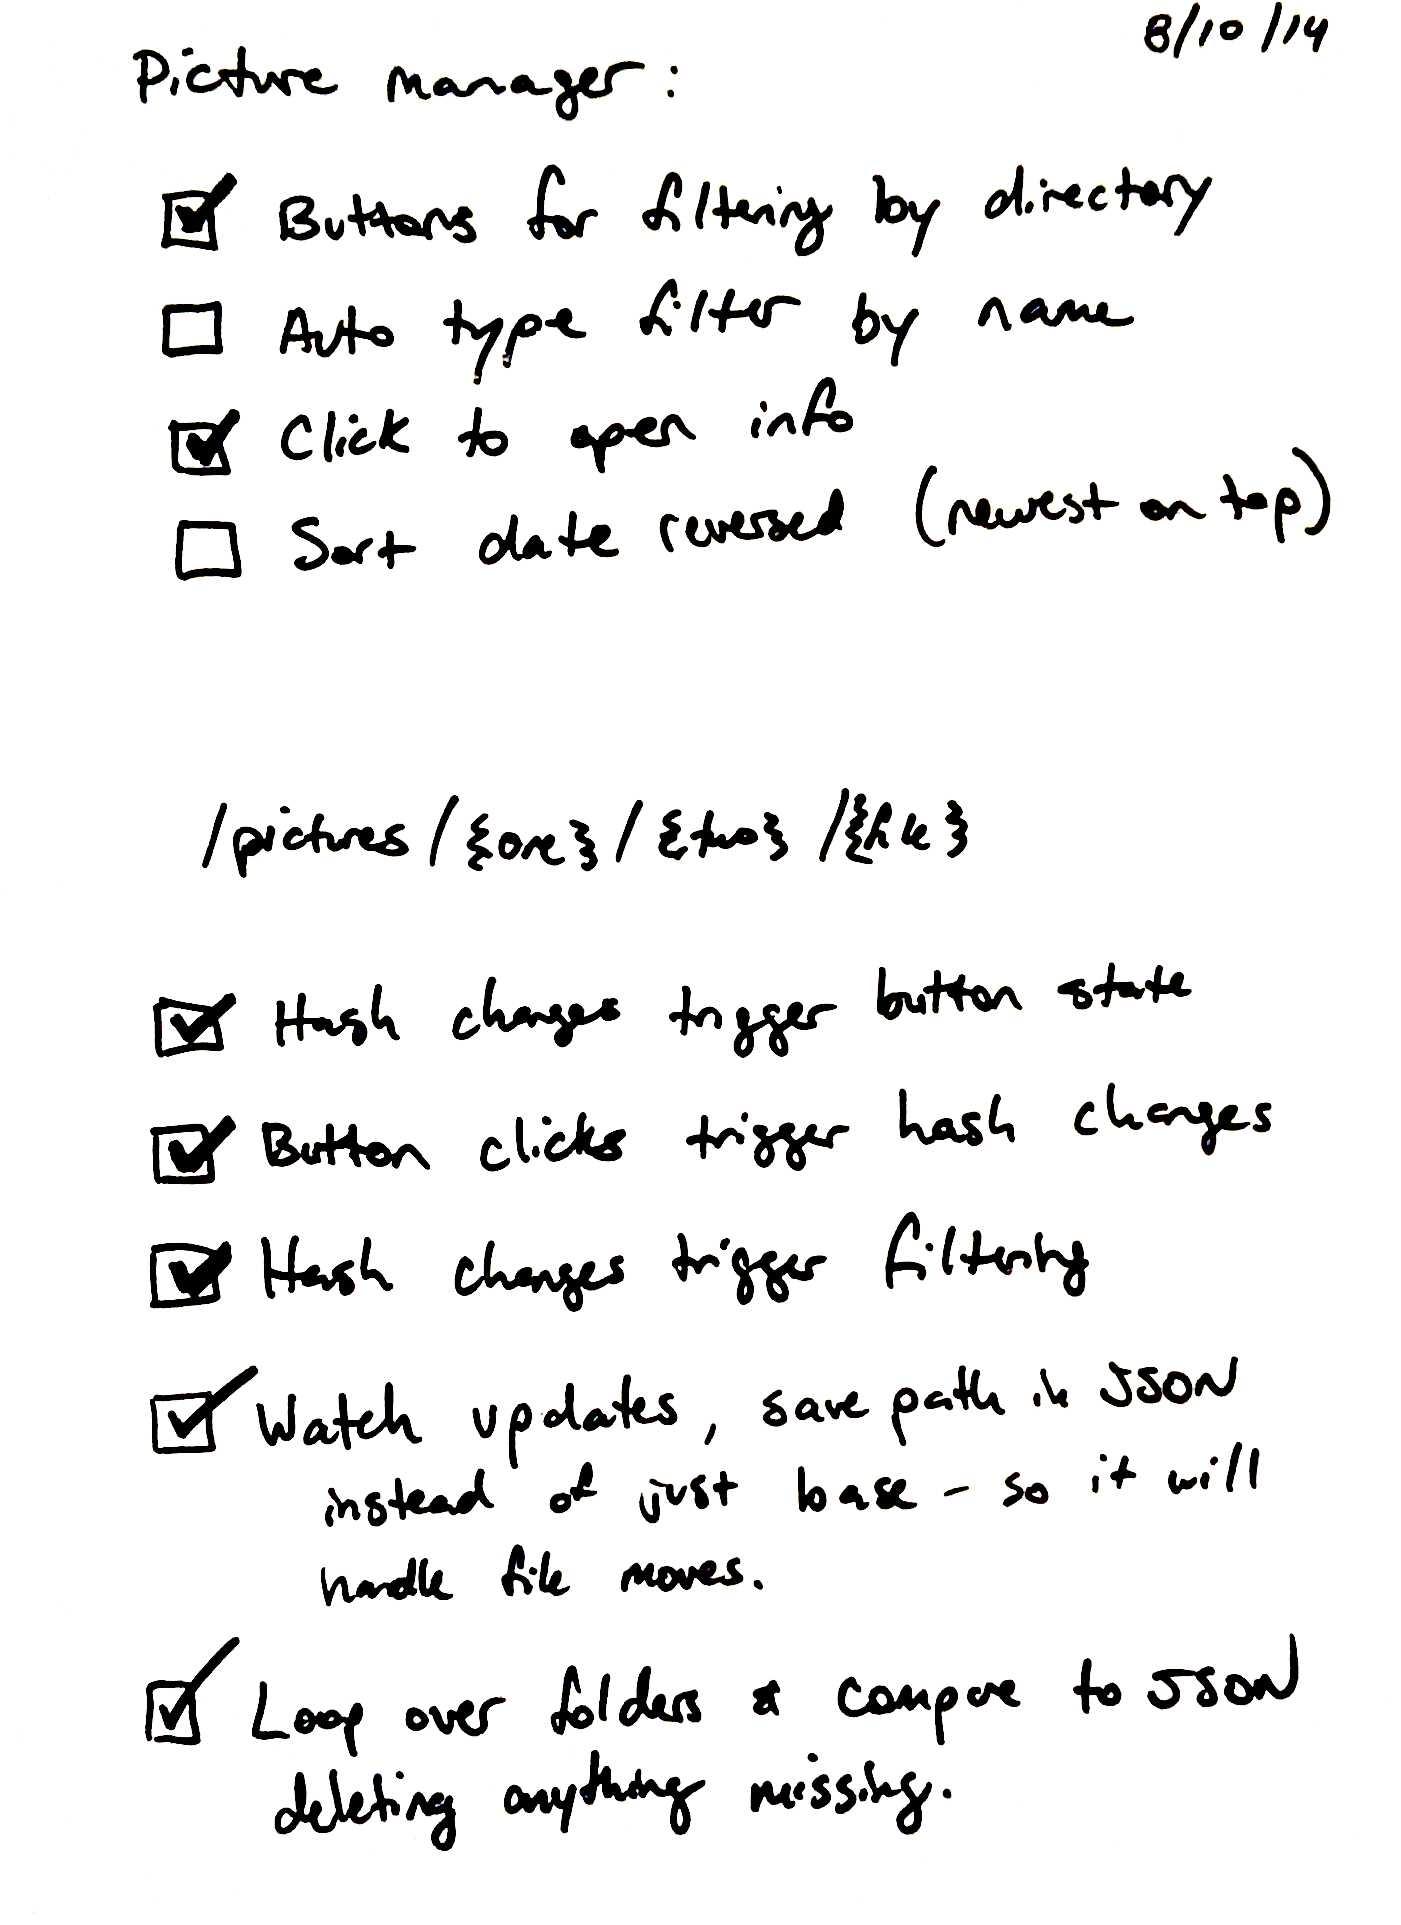 8/10/14
Picture manager:
Buttons for filtering by directory
Auto type filter by name
Click to open info
Sort date reversed (newest on top)
/pictures/{one}/{two}/{file}
Hash changes trigger button state
Button clicks trigger hash changes
Hash changes trigger filtering
Watch updates, save path in JSON
instead of just base - so it will
handle file moves.
Loop over folders & compare to JSON
deleting anything missing.